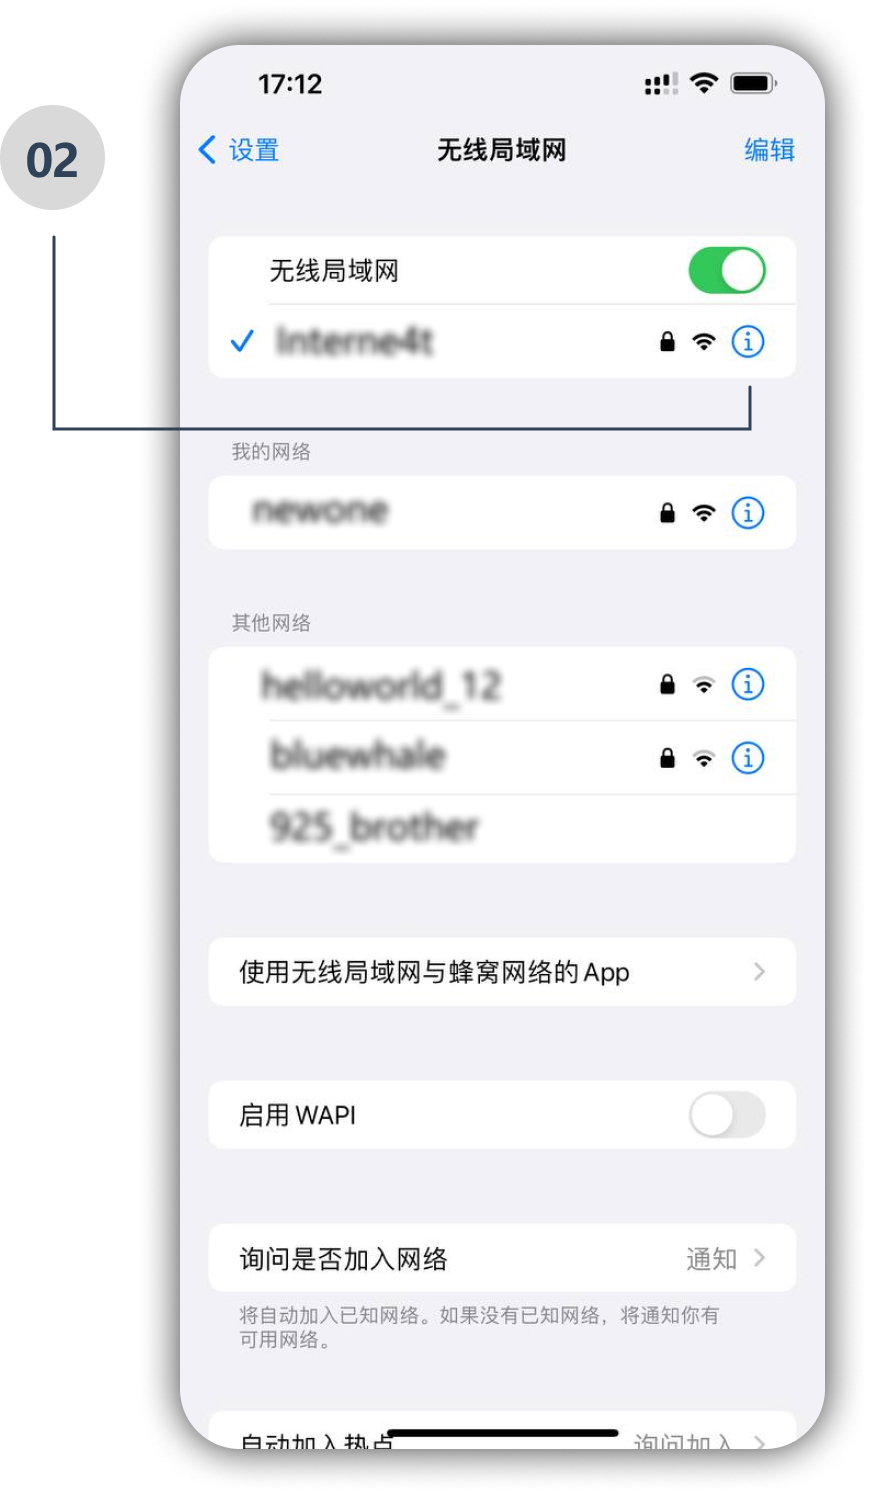 17:12
02
设置
无线局域网
编辑
无线局域网
Interne4t
我的网络
newone
其他网络
helloworld_12
bluewhale
925_brother
使用无线局域网与蜂窝网络的App
启用 WAPI
询问是否加入网络
通知
将自动加入已知网络。如果没有已知网络，将通知你有
可用网络。
自动加入热点
询问加入